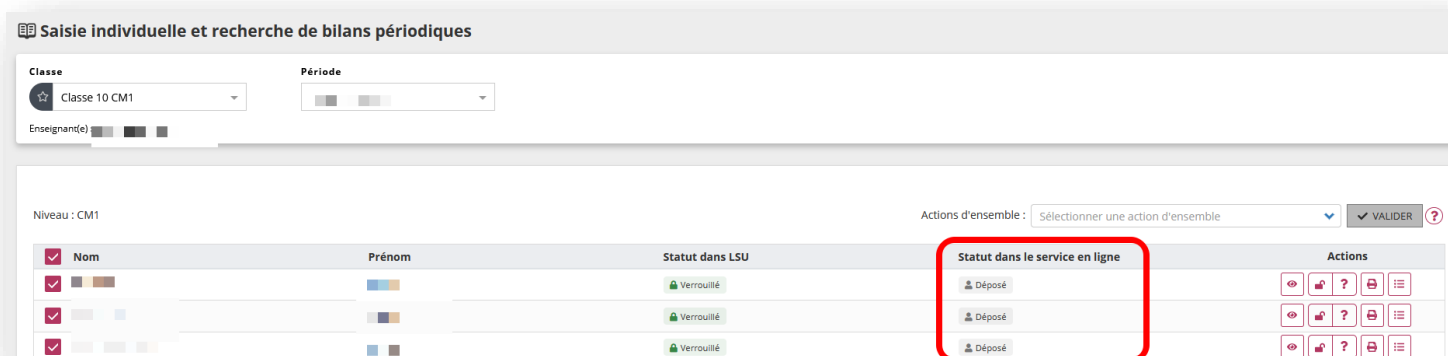 Saisie individuelle et recherche de bilans périodiques
Classe Période
Classe 10 CM1
Enseignant(e) :
Niveau : CM1 Actions d'ensemble : Sélectionner une action d'ensemble VALIDER ?
Nom Prénom Statut dans LSU Statut dans le service en ligne Actions
Verrouillé Déposé ?
Verrouillé Déposé ?
Verrouillé Déposé ?